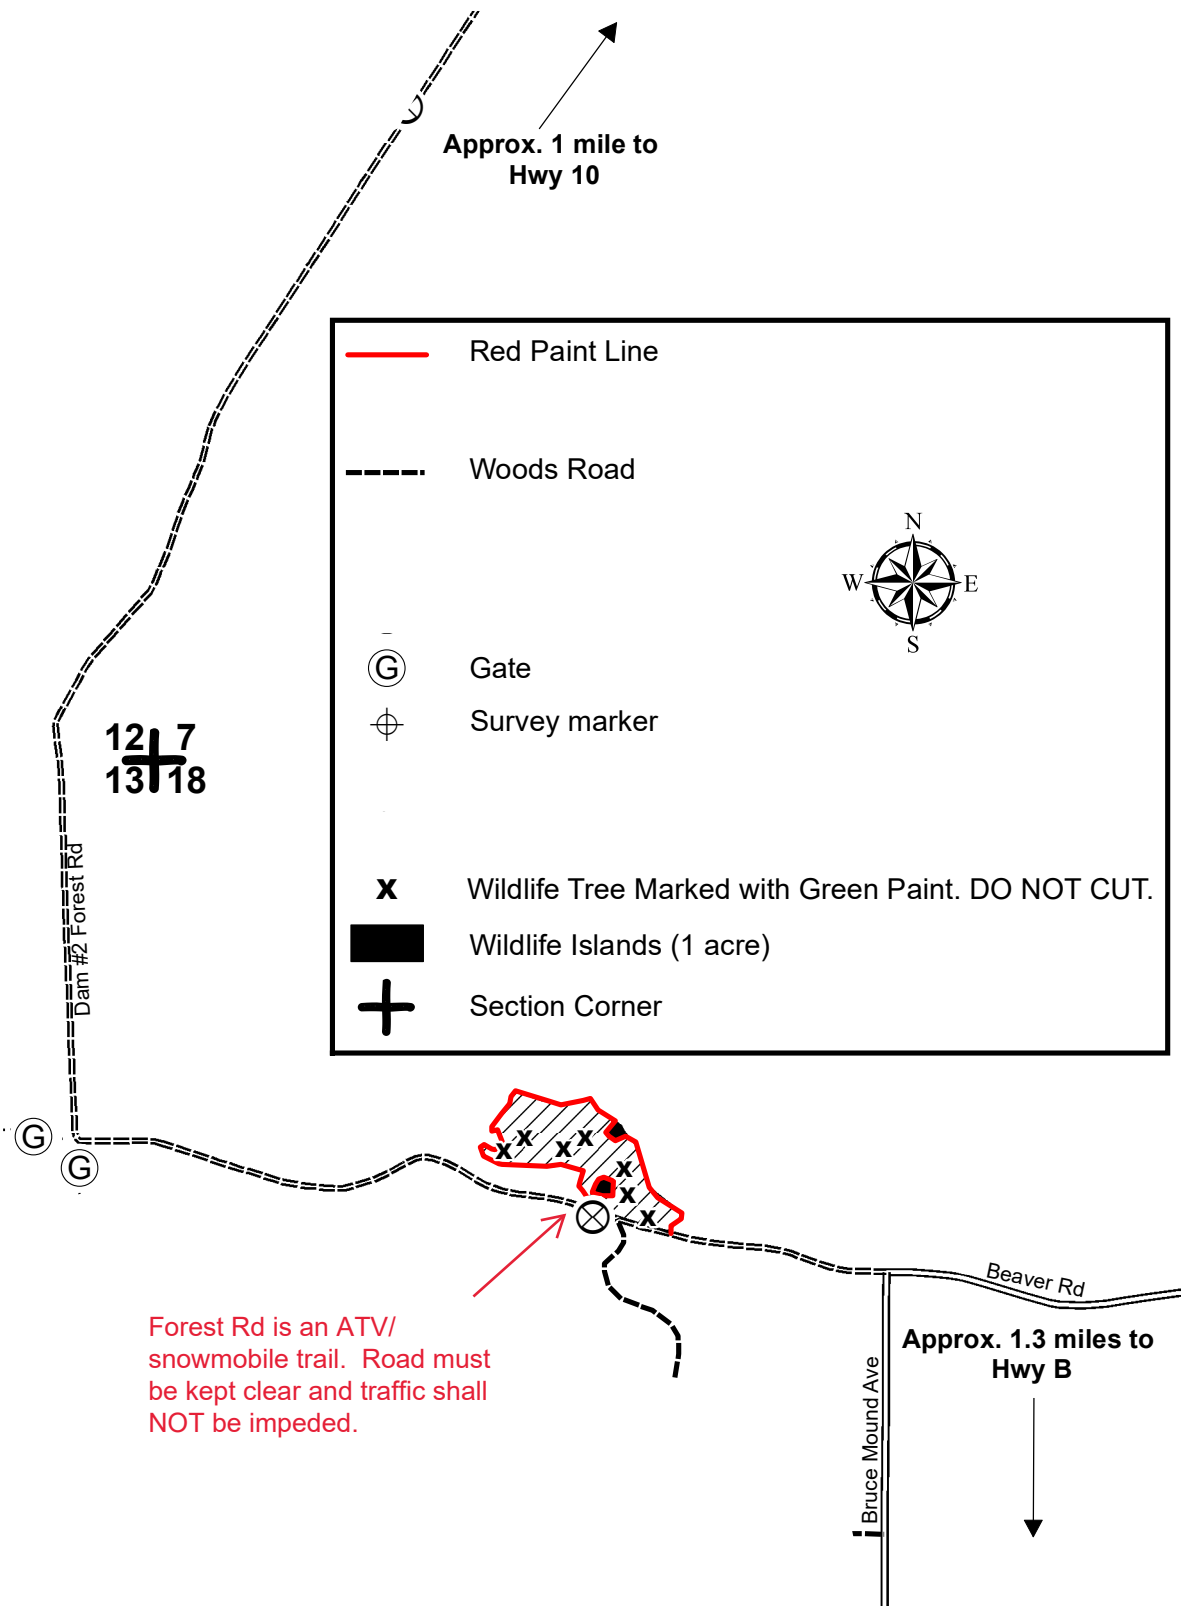 Approx. 1 mile to
Hwy 10
Red Paint Line
Woods Road
N
W E
S
G Gate
Survey marker
12 7
13 18
x Wildlife Tree Marked with Green Paint. DO NOT CUT.
Wildlife Islands (1 acre)
Section Corner
Dam #2 Forest Rd
G
G
x x x x
x
x
x
Beaver Rd
Forest Rd is an ATV/
snowmobile trail. Road must
be kept clear and traffic shall
NOT be impeded.
Approx. 1.3 miles to
Hwy B
Bruce Mound Ave